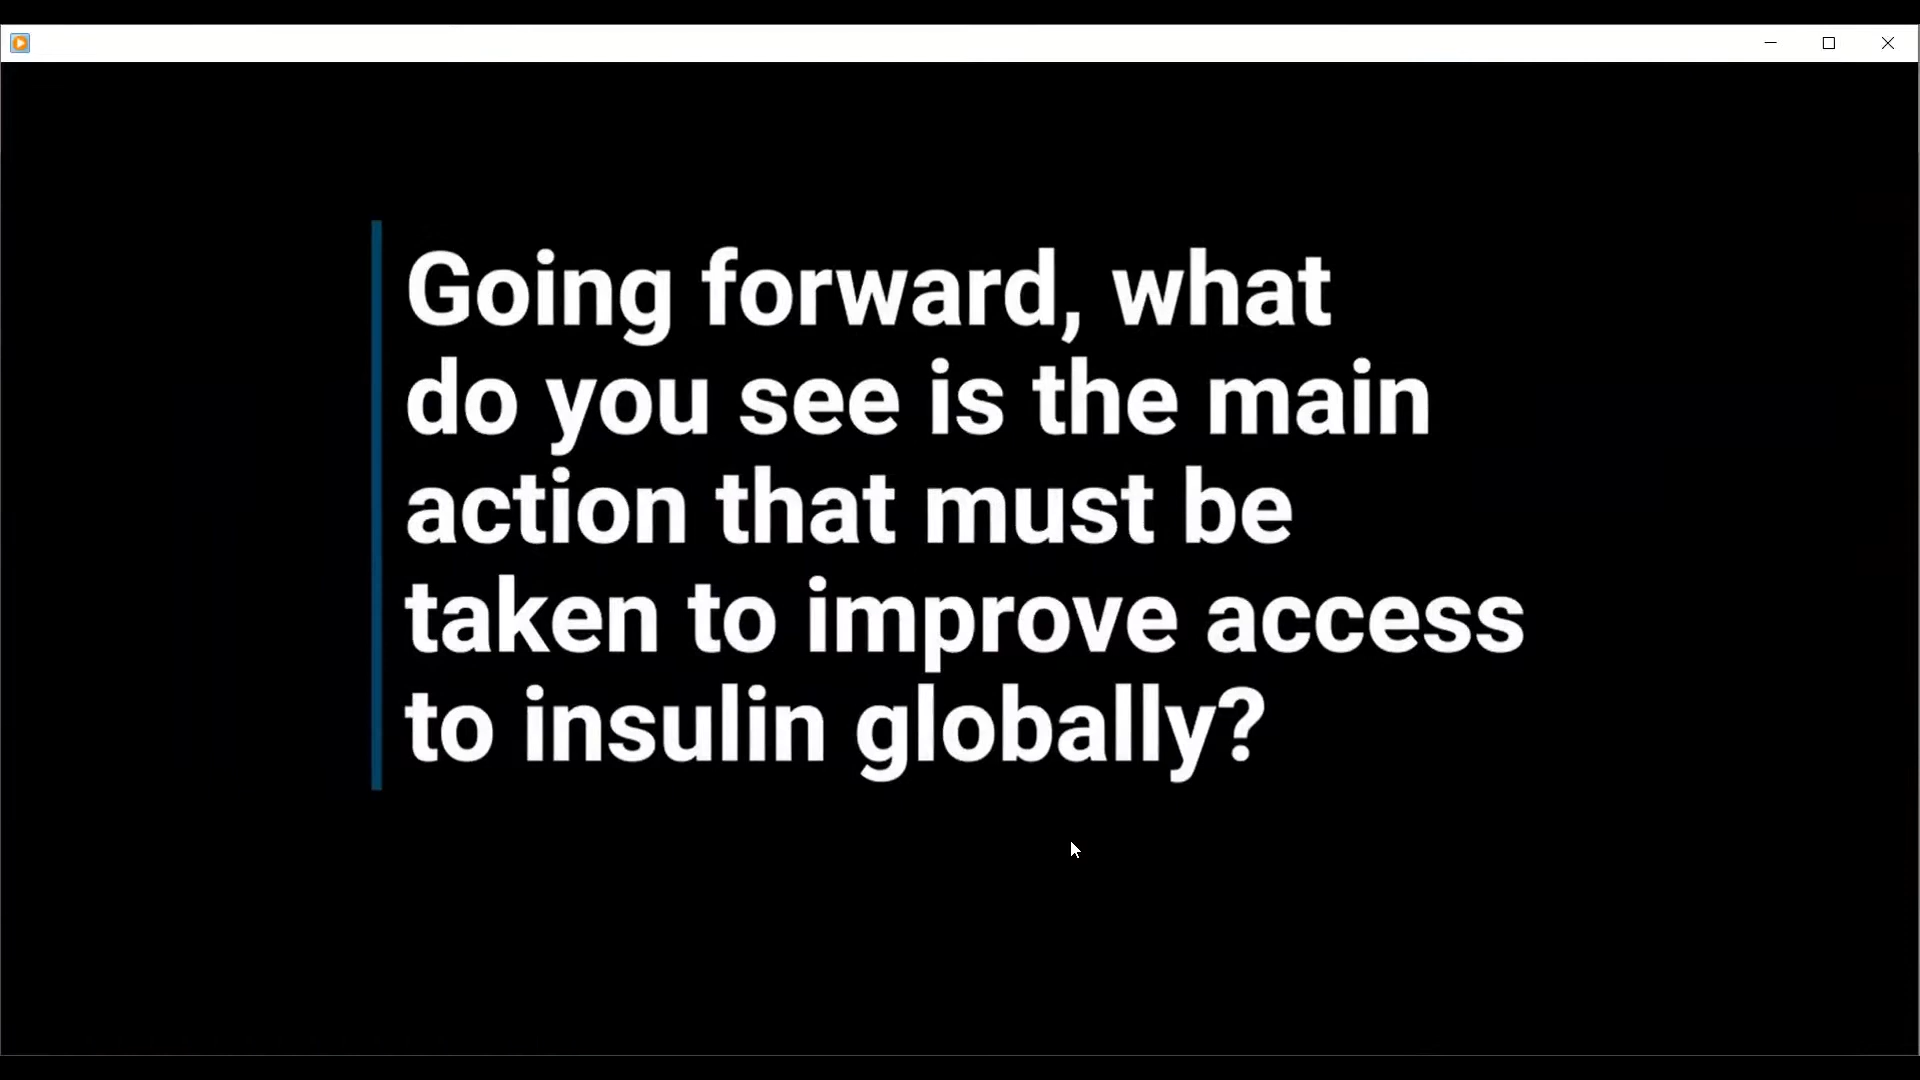 Going forward, what
do you see is the main
action that must be
taken to improve access
to insulin globally?